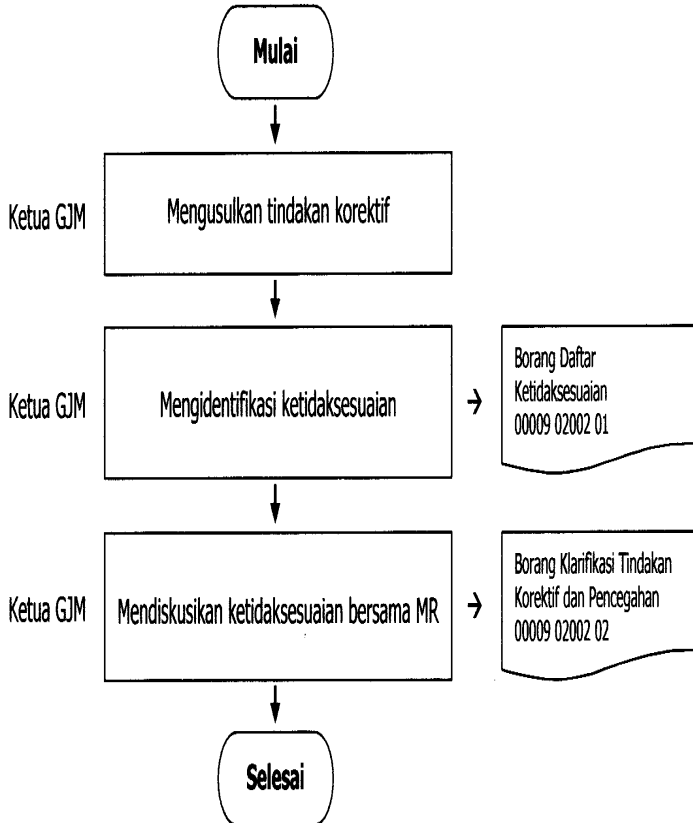 Mulai
Ketua GJM
Mengusulkan tindakan korektif
Ketua GJM
Mengidentifikasi ketidaksesuaian
Borang Daftar
Ketidaksesuaian
00009 02002 01
Ketua GJM
Mendiskusikan ketidaksesuaian bersama MR
Borang Klarifikasi Tindakan
Korektif dan Pencegahan
00009 02002 02
Selesai